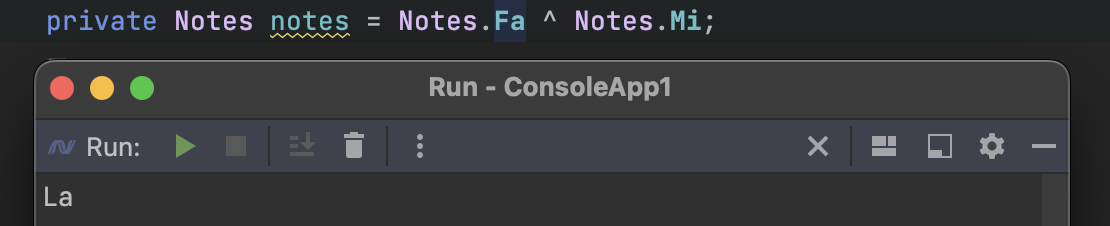 private Notes notes = Notes.Fa ^ Notes.Mi;
Run - ConsoleApp1
Run:
La